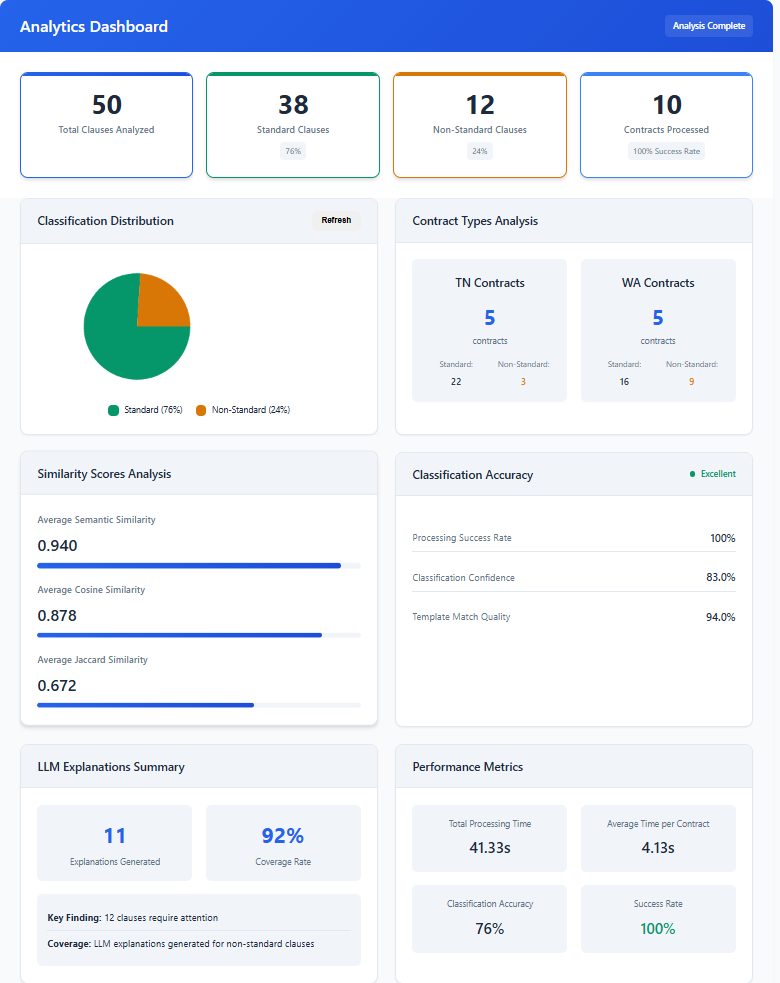 Analytics Dashboard
Analysis Complete
50
Total Clauses Analyzed
38
Standard Clauses
76%
12
Non-Standard Clauses
24%
10
Contracts Processed
100% Success Rate
Classification Distribution
Refresh
Standard (76%)
Non-Standard (24%)
Contract Types Analysis
TN Contracts
5
contracts
Standard:
22
Non-Standard:
3
WA Contracts
5
contracts
Standard:
16
Non-Standard:
9
Similarity Scores Analysis
Average Semantic Similarity
0.940
Average Cosine Similarity
0.878
Average Jaccard Similarity
0.672
Classification Accuracy
Excellent
Processing Success Rate
100%
Classification Confidence
83.0%
Template Match Quality
94.0%
LLM Explanations Summary
11
Explanations Generated
92%
Coverage Rate
Key Finding: 12 clauses require attention
Coverage: LLM explanations generated for non-standard clauses
Performance Metrics
Total Processing Time
41.33s
Average Time per Contract
4.13s
Classification Accuracy
76%
Success Rate
100%